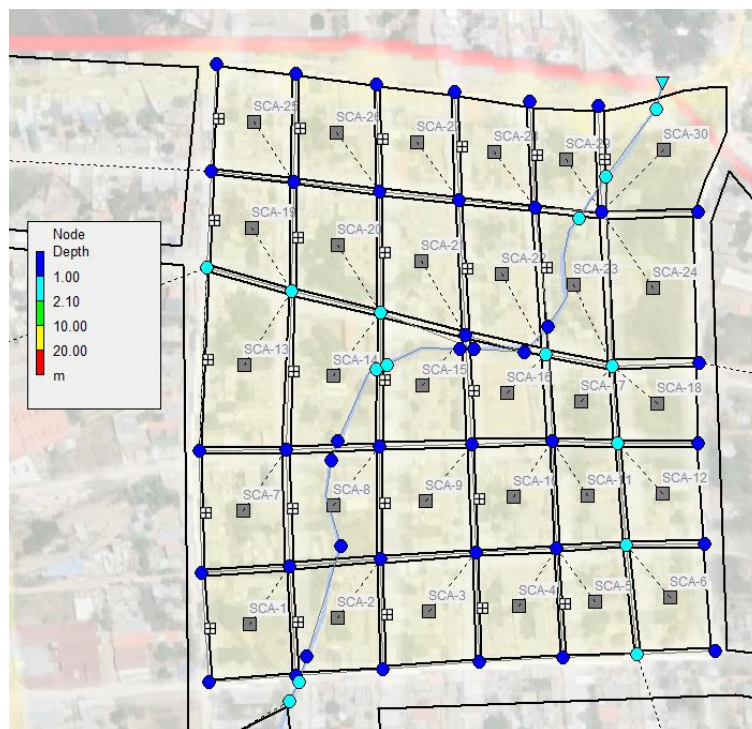 SCA-25
SCA-26
SCA-27
SCA-28
SCA-29
SCA-30
Node
Depth
1.00
2.10
10.00
20.00
m
SCA-19
SCA-20
SCA-21
SCA-22
SCA-23
SCA-24
SCA-13
SCA-14
SCA-15
SCA-16
SCA-17
SCA-18
SCA-7
SCA-8
SCA-9
SCA-10
SCA-11
SCA-12
SCA-1
SCA-2
SCA-3
SCA-4
SCA-5
SCA-6